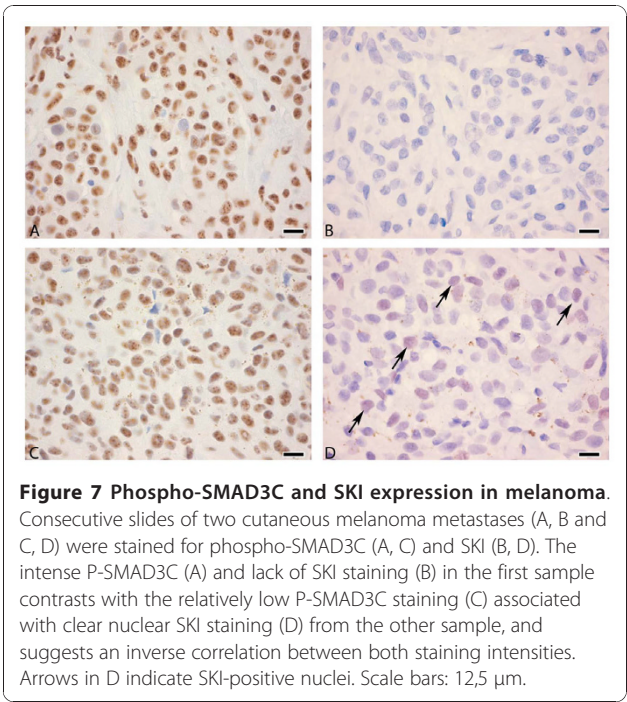 A
B
C
D
Figure 7 Phospho-SMAD3C and SKI expression in melanoma.
Consecutive slides of two cutaneous melanoma metastases (A, B and
C, D) were stained for phospho-SMAD3C (A, C) and SKI (B, D). The
intense P-SMAD3C (A) and lack of SKI staining (B) in the first sample
contrasts with the relatively low P-SMAD3C staining (C) associated
with clear nuclear SKI staining (D) from the other sample, and
suggests an inverse correlation between both staining intensities.
Arrows in D indicate SKI-positive nuclei. Scale bars: 12,5 μm.